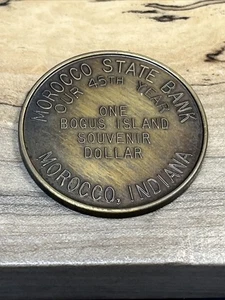 MOROCCO STATE BANK
OUR 45TH YEAR
ONE
BOGUS ISLAND
SOUVENIR
DOLLAR
MOROCCO, INDIANA